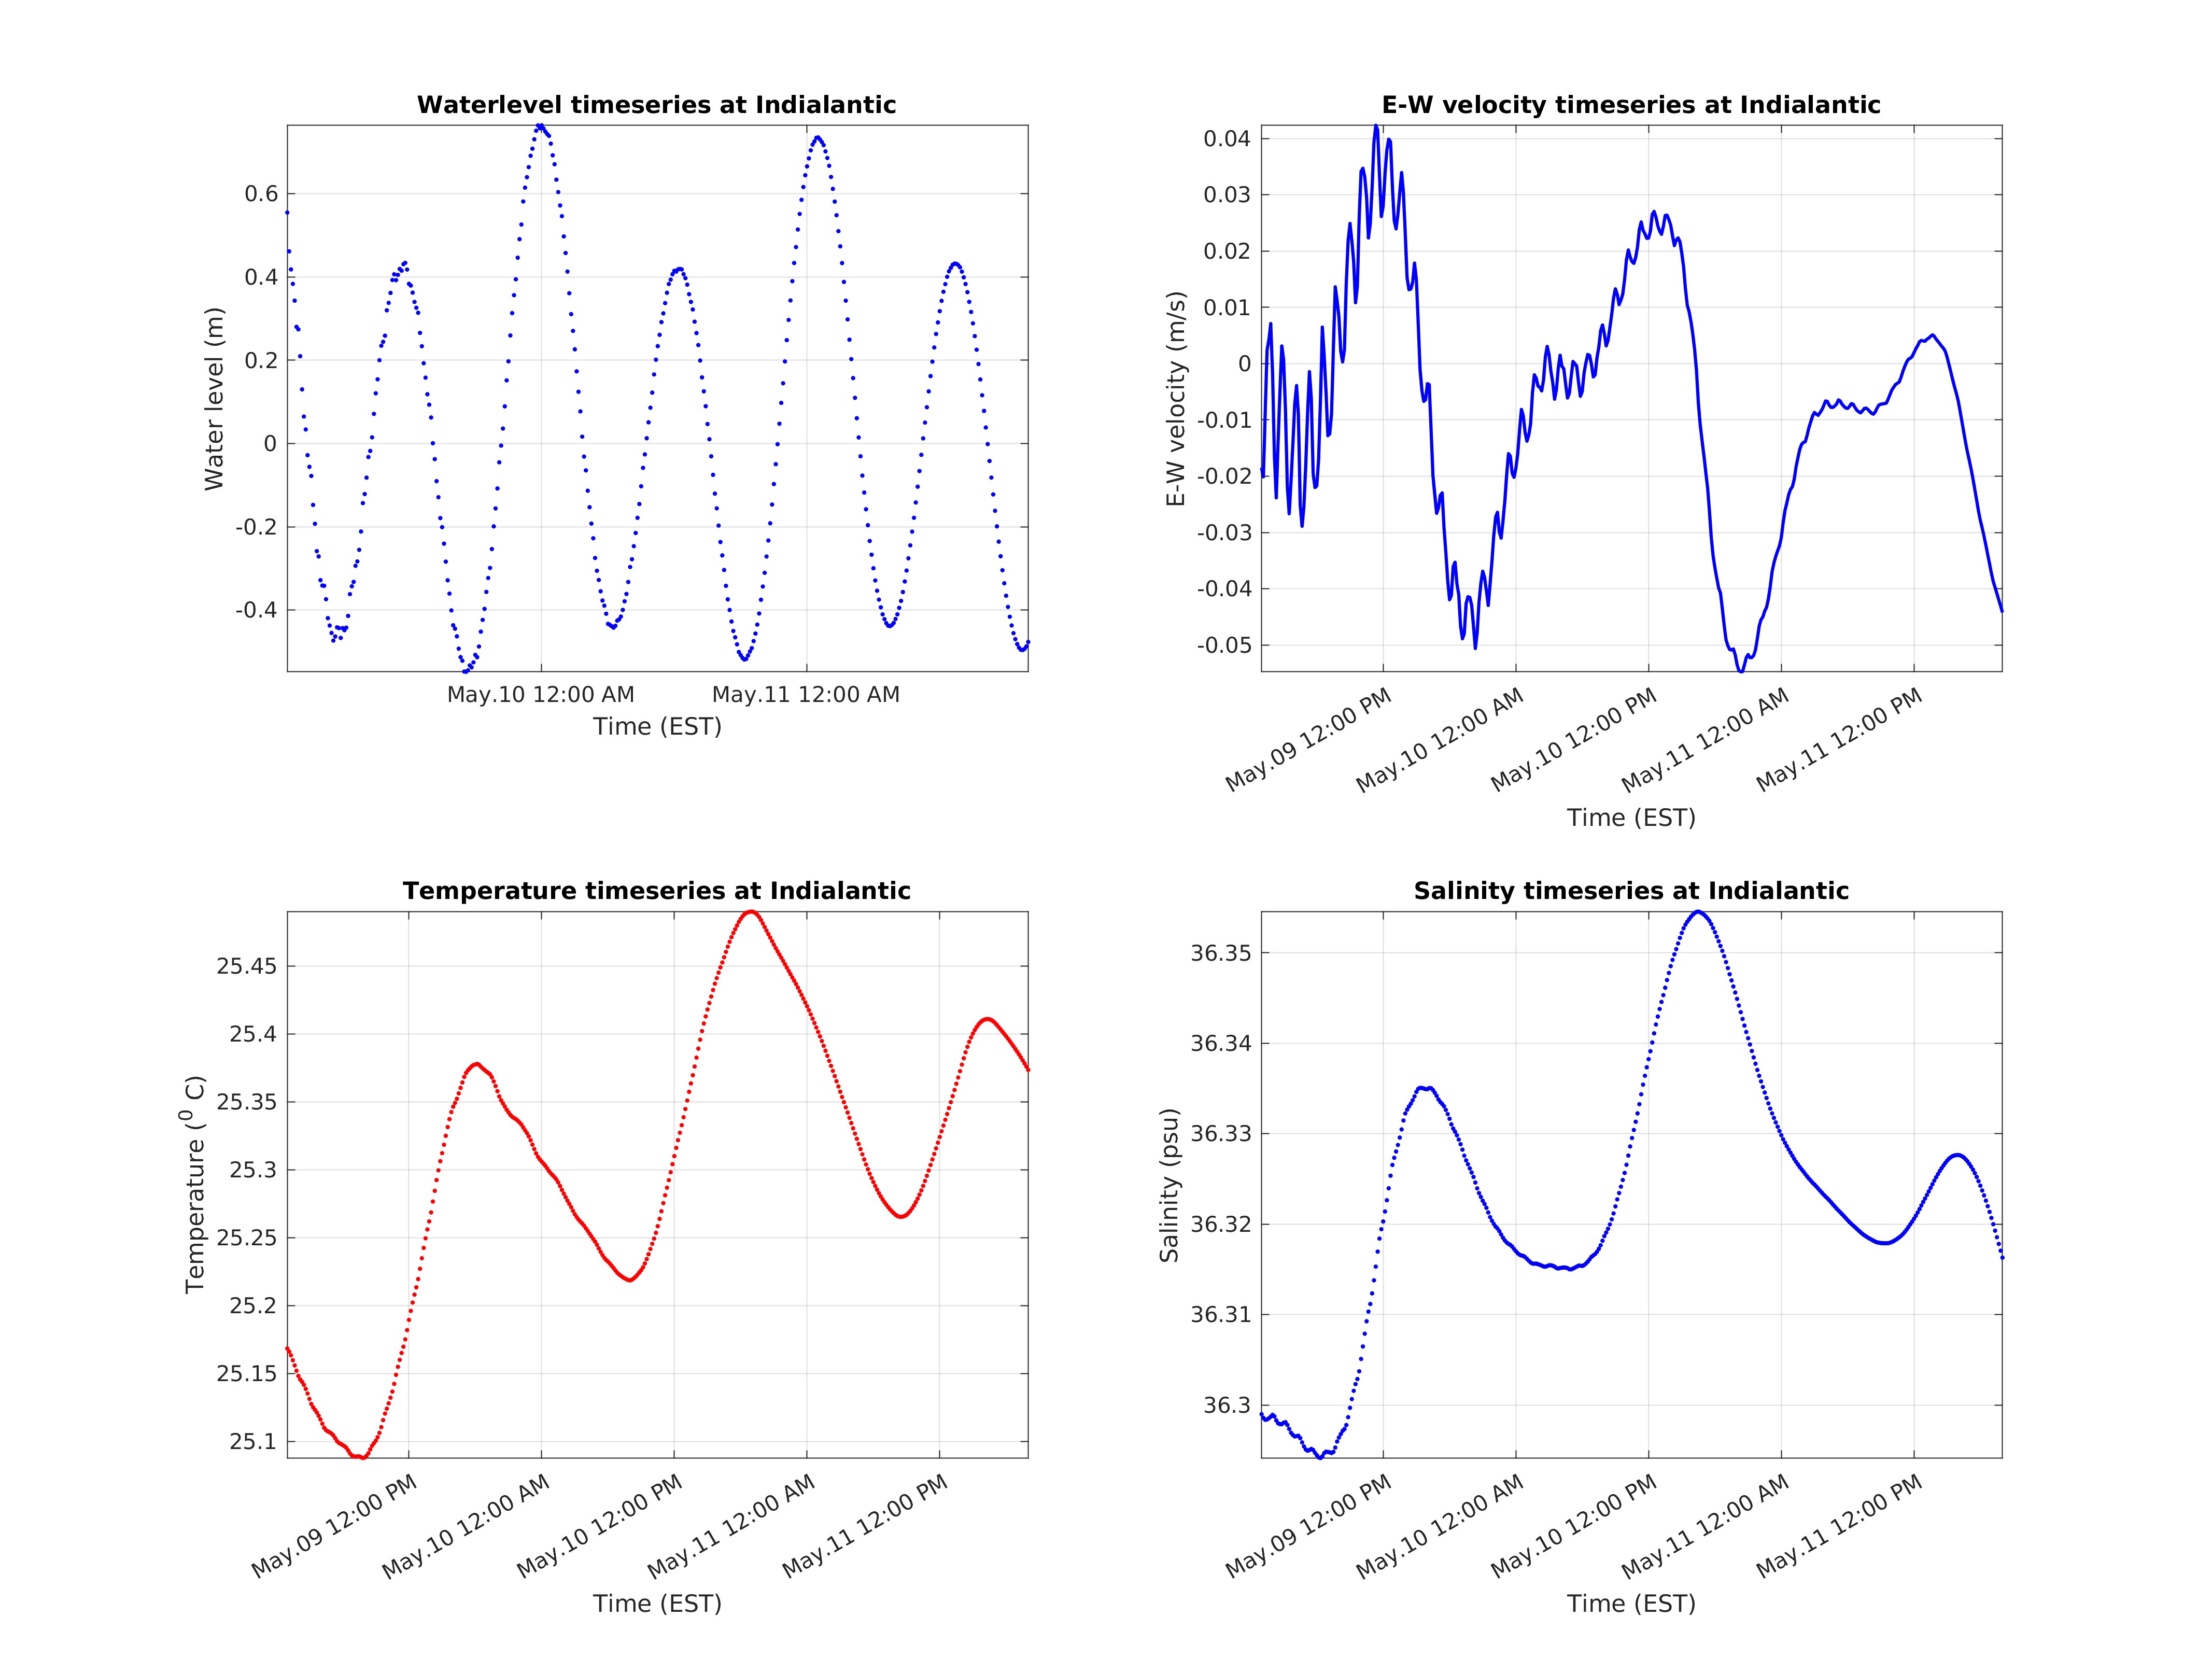 Waterlevel timeseries at Indialantic
0.6
0.4
0.2
0
-0.2
-0.4
Water level (m)
May.10 12:00 AM
May.11 12:00 AM
Time (EST)
E-W velocity timeseries at Indialantic
0.04
0.03
0.02
0.01
0
-0.01
-0.02
-0.03
-0.04
-0.05
E-W velocity (m/s)
May.09 12:00 PM
May.10 12:00 AM
May.10 12:00 PM
May.11 12:00 AM
May.11 12:00 PM
Time (EST)
Temperature timeseries at Indialantic
25.45
25.4
25.35
25.3
25.25
25.2
25.15
25.1
Temperature (⁰ C)
May.09 12:00 PM
May.10 12:00 AM
May.10 12:00 PM
May.11 12:00 AM
May.11 12:00 PM
Time (EST)
Salinity timeseries at Indialantic
36.35
36.34
36.33
36.32
36.31
36.3
Salinity (psu)
May.09 12:00 PM
May.10 12:00 AM
May.10 12:00 PM
May.11 12:00 AM
May.11 12:00 PM
Time (EST)